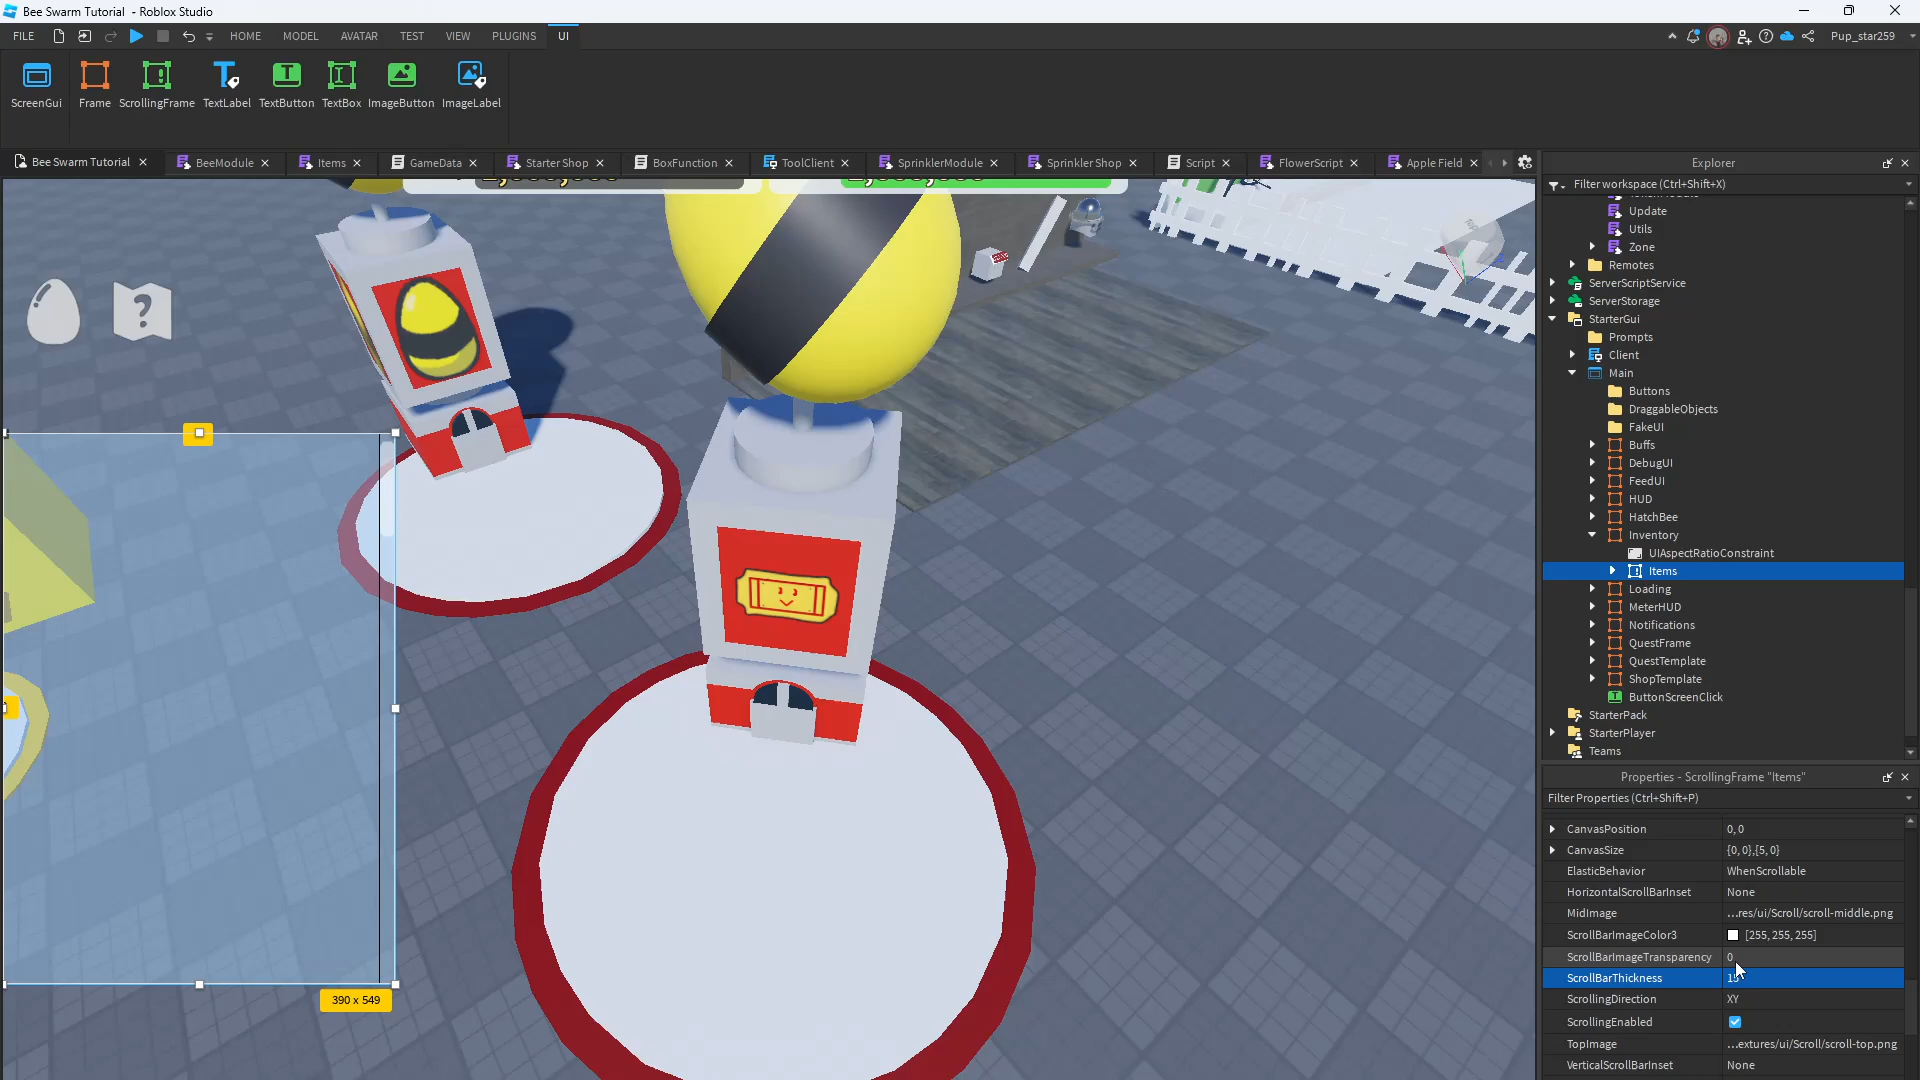 Bee Swarm Tutorial - Roblox Studio
FILE HOME MODEL AVATAR TEST VIEW PLUGINS UI Pup_star259
ScreenGui Frame ScrollingFrame TextLabel TextButton TextBox ImageButton ImageLabel
Bee Swarm Tutorial BeeModule Items GameData Starter Shop BoxFunction ToolClient SprinklerModule Sprinkler Shop Script FlowerScript Apple Field
Explorer
Filter workspace (Ctrl+Shift+X)
Update
Utils
Zone
Remotes
ServerScriptService
ServerStorage
StarterGui
Prompts
Client
Main
Buttons
DraggableObjects
FakeUI
Buffs
DebugUI
FeedUI
HUD
HatchBee
Inventory
UIAspectRatioConstraint
Items
Loading
MeterHUD
Notifications
QuestFrame
QuestTemplate
ShopTemplate
ButtonScreenClick
StarterPack
StarterPlayer
Teams
Properties - ScrollingFrame "Items"
Filter Properties (Ctrl+Shift+P)
CanvasPosition 0, 0
CanvasSize {0, 0},{5, 0}
ElasticBehavior WhenScrollable
HorizontalScrollBarInset None
MidImage ...res/ui/Scroll/scroll-middle.png
ScrollBarImageColor3 [255, 255, 255]
ScrollBarImageTransparency 0
ScrollBarThickness
ScrollingDirection XY
ScrollingEnabled
TopImage ...extures/ui/Scroll/scroll-top.png
VerticalScrollBarInset None
?
390 x 549